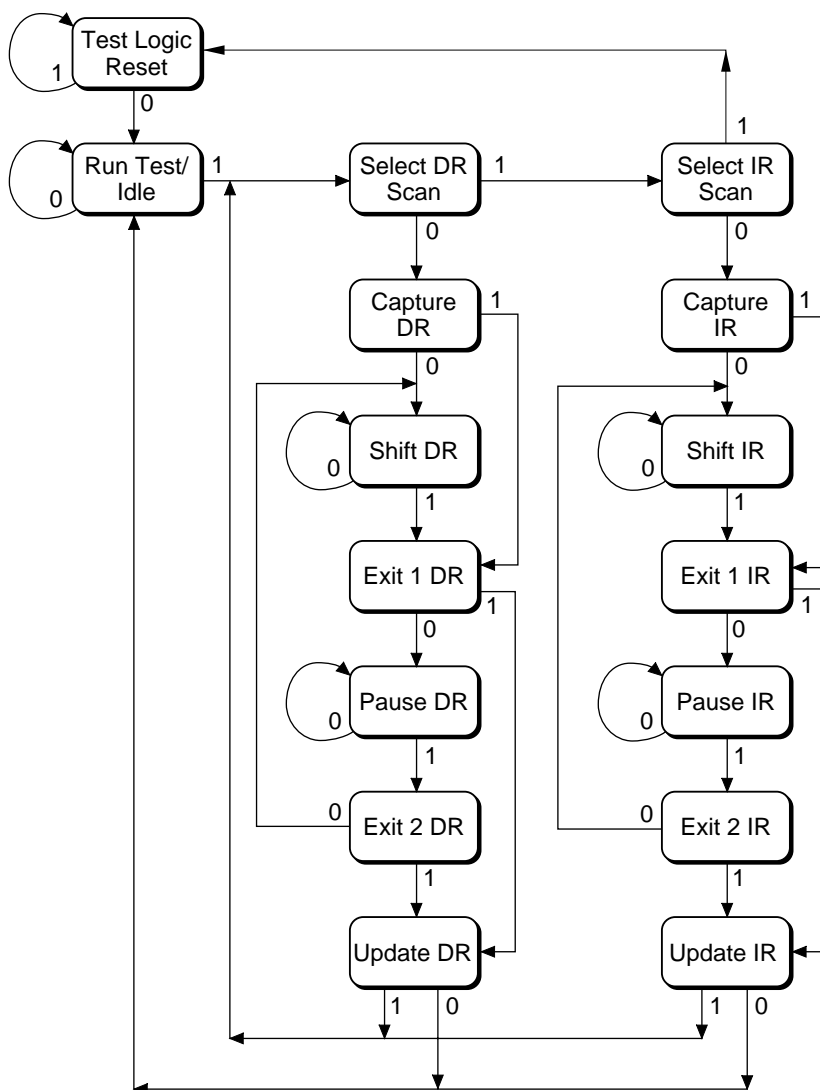 Test Logic
Reset
1
0
1
Run Test/
Idle
0
1
Select DR
Scan
1
Select IR
Scan
0
0
Capture
DR
1
Capture
IR
1
0
0
Shift DR
0
Shift IR
0
1
1
Exit 1 DR
1
Exit 1 IR
1
0
0
Pause DR
0
Pause IR
0
1
1
0
Exit 2 DR
0
Exit 2 IR
1
1
Update DR
Update IR
1
0
1
0